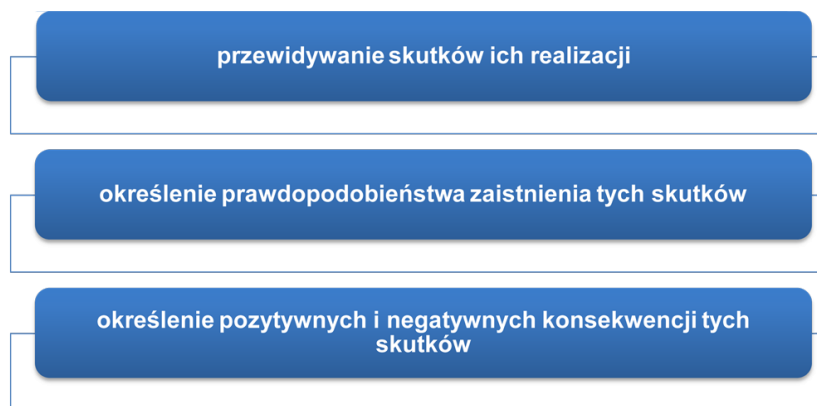 przewidywanie skutków ich realizacji
określenie prawdopodobieństwa zaistnienia tych skutków
określenie pozytywnych i negatywnych konsekwencji tych
skutków